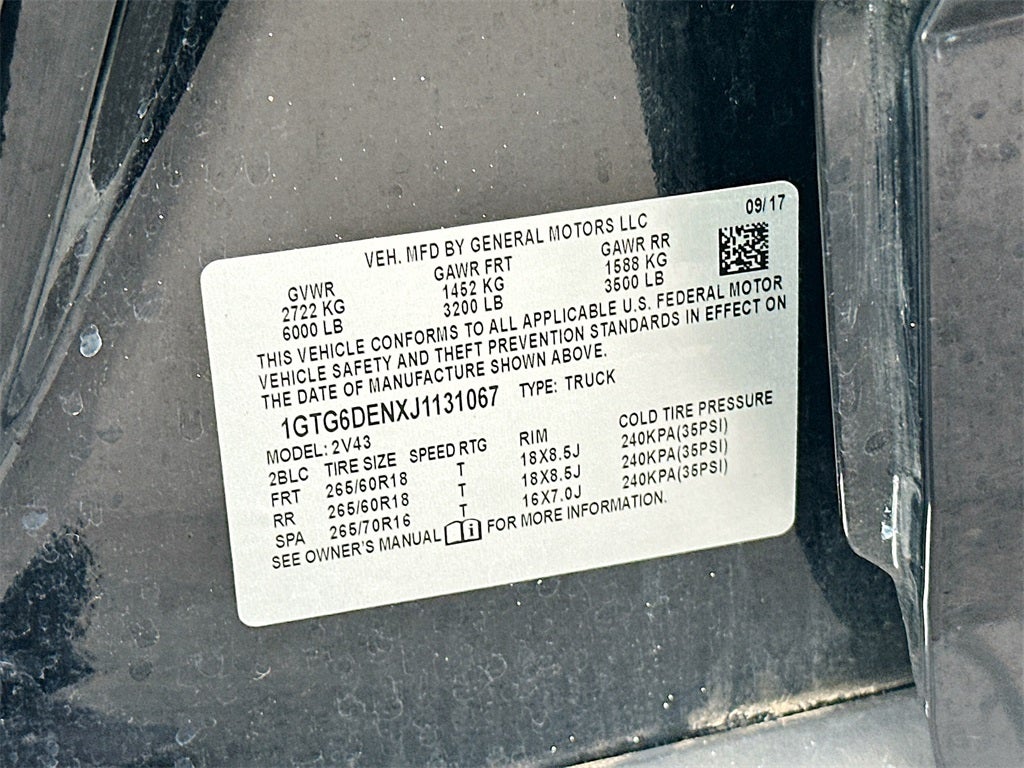 09/17
VEH. MFD BY GENERAL MOTORS LLC
GVWR GAWR FRT GAWR RR
2722 KG 1452 KG 1588 KG
6000 LB 3200 LB 3500 LB
THIS VEHICLE CONFORMS TO ALL APPLICABLE U.S. FEDERAL MOTOR
VEHICLE SAFETY AND THEFT PREVENTION STANDARDS IN EFFECT ON
THE DATE OF MANUFACTURE SHOWN ABOVE.
1GTG6DENXJ1131067 TYPE: TRUCK
MODEL: 2V43
2BLC TIRE SIZE SPEED RTG RIM COLD TIRE PRESSURE
FRT 265/60R18 T 18X8.5J 240KPA(35PSI)
RR 265/60R18 T 18X8.5J 240KPA(35PSI)
SPA 265/70R16 T 16X7.0J 240KPA(35PSI)
SEE OWNER'S MANUAL i FOR MORE INFORMATION.